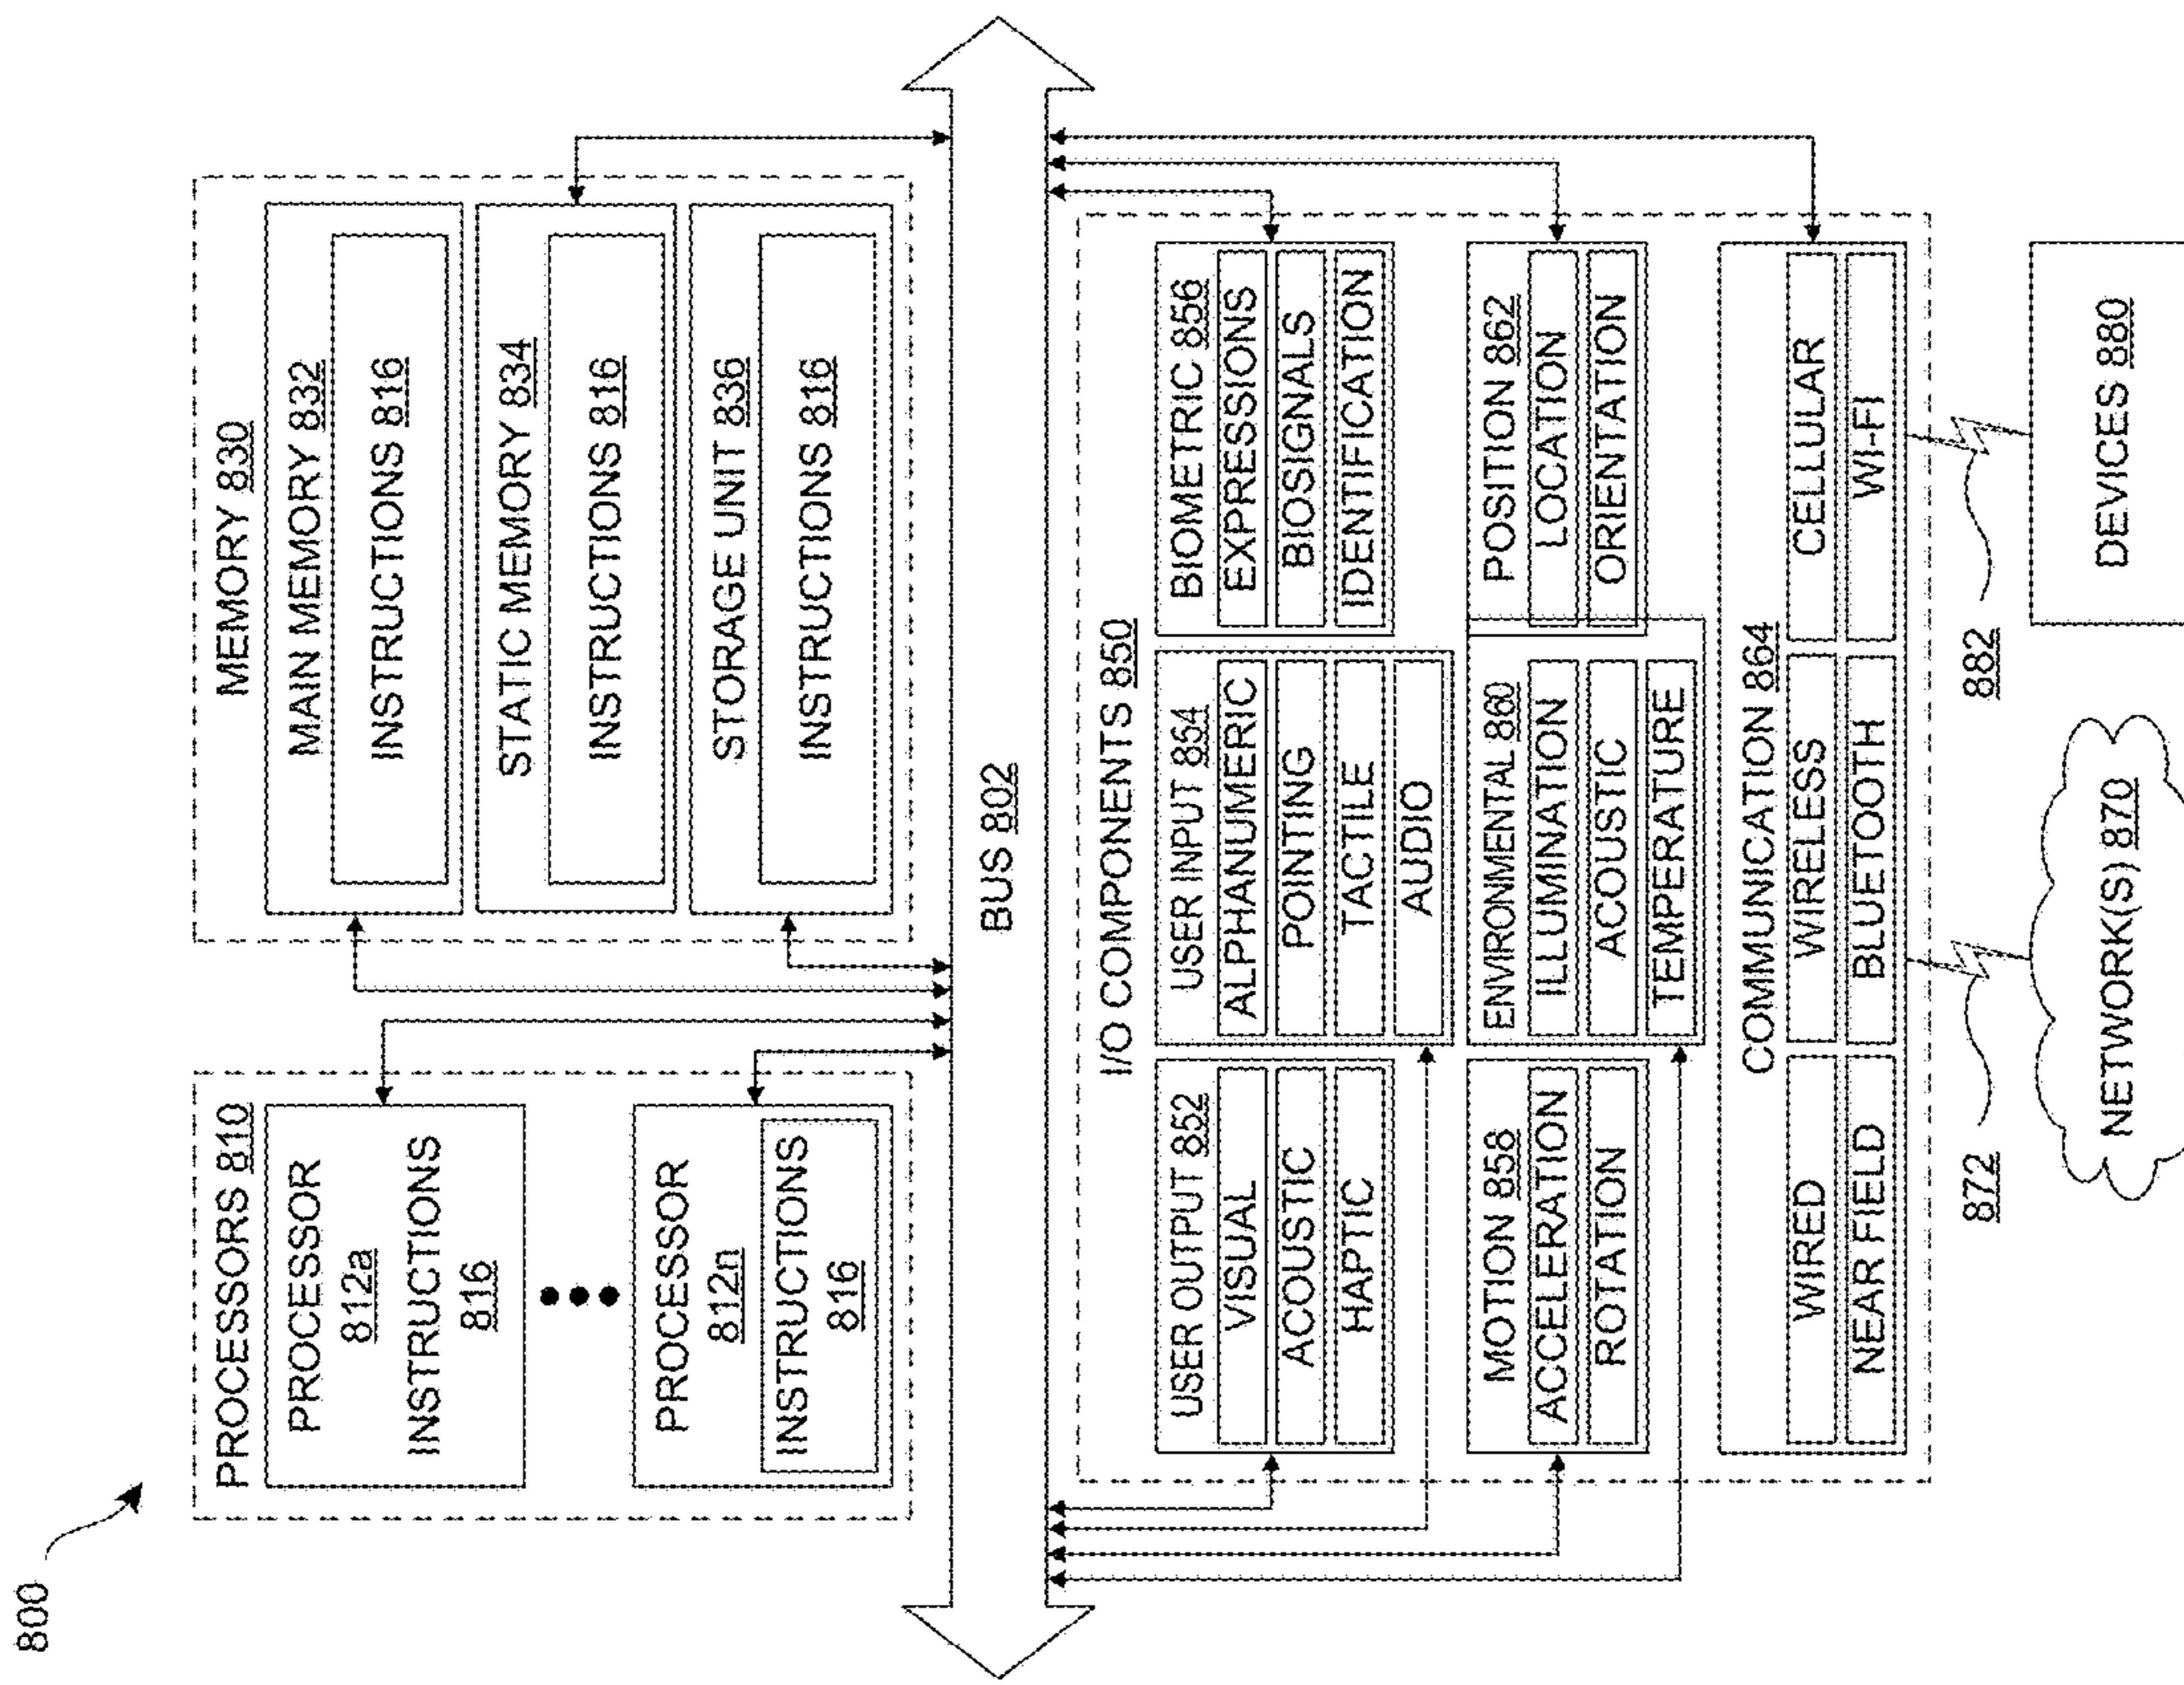 800
PROCESSORS 810
PROCESSOR
812a
INSTRUCTIONS
816
PROCESSOR
812n
INSTRUCTIONS
816
MEMORY 830
MAIN MEMORY 832
INSTRUCTIONS 816
STATIC MEMORY 834
INSTRUCTIONS 816
STORAGE UNIT 836
INSTRUCTIONS 816
BUS 802
I/O COMPONENTS 850
USER OUTPUT 852
VISUAL
ACOUSTIC
HAPTIC
USER INPUT 854
ALPHANUMERIC
POINTING
TACTILE
AUDIO
BIOMETRIC 856
EXPRESSIONS
BIOSIGNALS
IDENTIFICATION
MOTION 858
ACCELERATION
ROTATION
ENVIRONMENTAL 860
ILLUMINATION
ACOUSTIC
TEMPERATURE
POSITION 862
LOCATION
ORIENTATION
COMMUNICATION 864
WIRED
WIRELESS
CELLULAR
NEAR FIELD
BLUETOOTH
WI-FI
872
882
NETWORK(S) 870
DEVICES 880